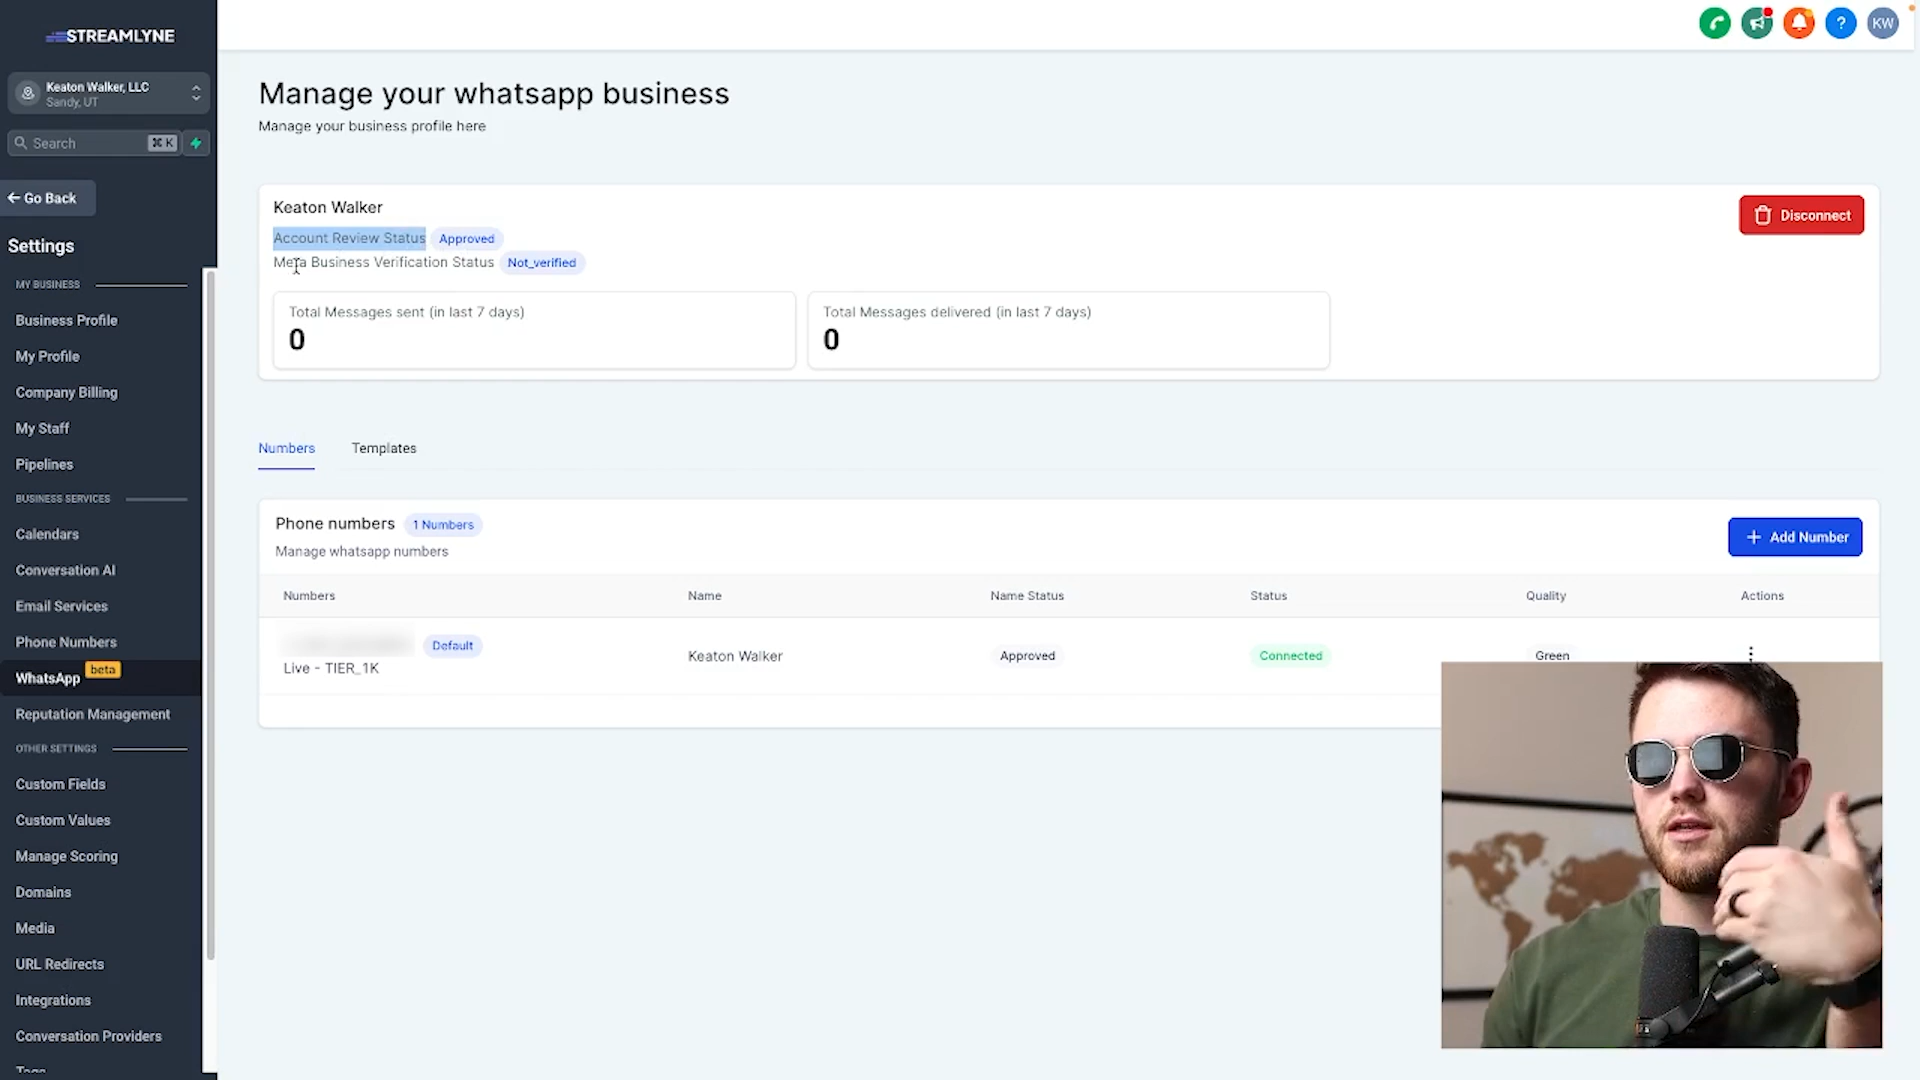 STREAMLYNE
Keaton Walker, LLC
Sandy, UT
Search
⌘ K
← Go Back
Settings
MY BUSINESS
Business Profile
My Profile
Company Billing
My Staff
Pipelines
BUSINESS SERVICES
Calendars
Conversation AI
Email Services
Phone Numbers
WhatsApp beta
Reputation Management
OTHER SETTINGS
Custom Fields
Custom Values
Manage Scoring
Domains
Media
URL Redirects
Integrations
Conversation Providers
Tags
?
KW
Manage your whatsapp business
Manage your business profile here
Keaton Walker
Disconnect
Account Review Status Approved
Meta Business Verification Status Not_verified
Total Messages sent (in last 7 days)
0
Total Messages delivered (in last 7 days)
0
Numbers Templates
Phone numbers 1 Numbers
Manage whatsapp numbers
+ Add Number
Numbers Name Name Status Status Quality Actions
Default
Live - TIER_1K
Keaton Walker Approved Connected Green